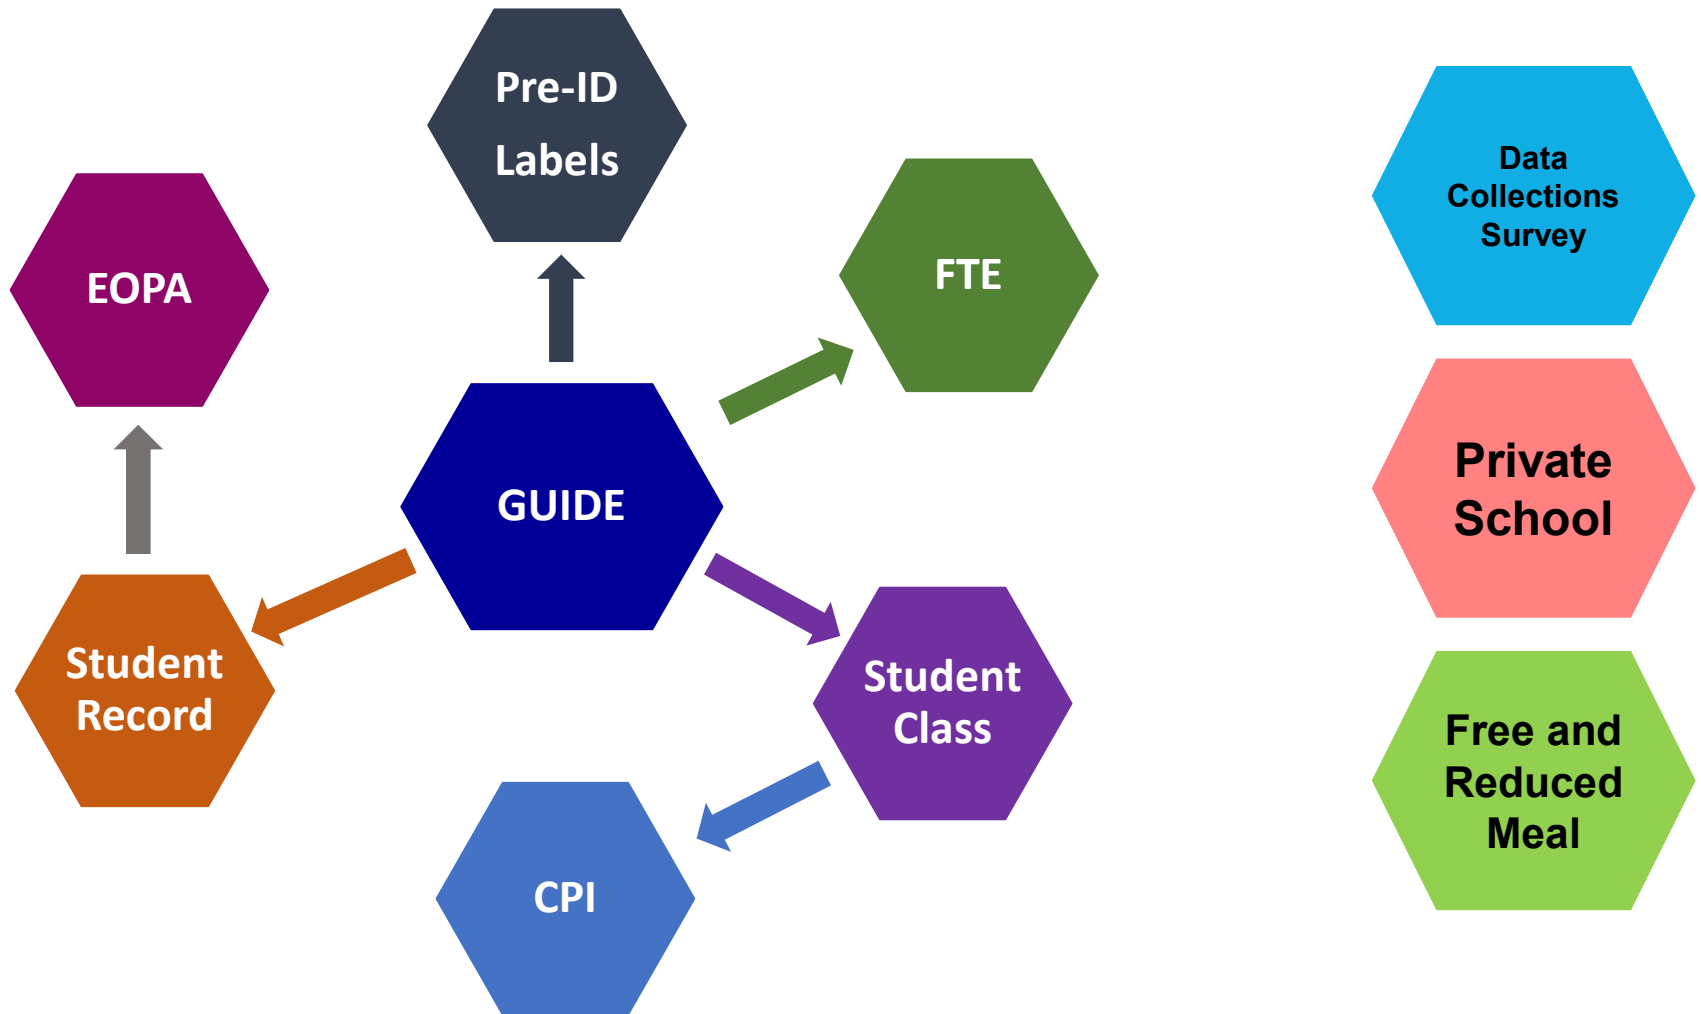 Pre-ID
Labels
EOPA
FTE
GUIDE
Student
Record
Student
Class
CPI
Data
Collections
Survey
Private
School
Free and
Reduced
Meal